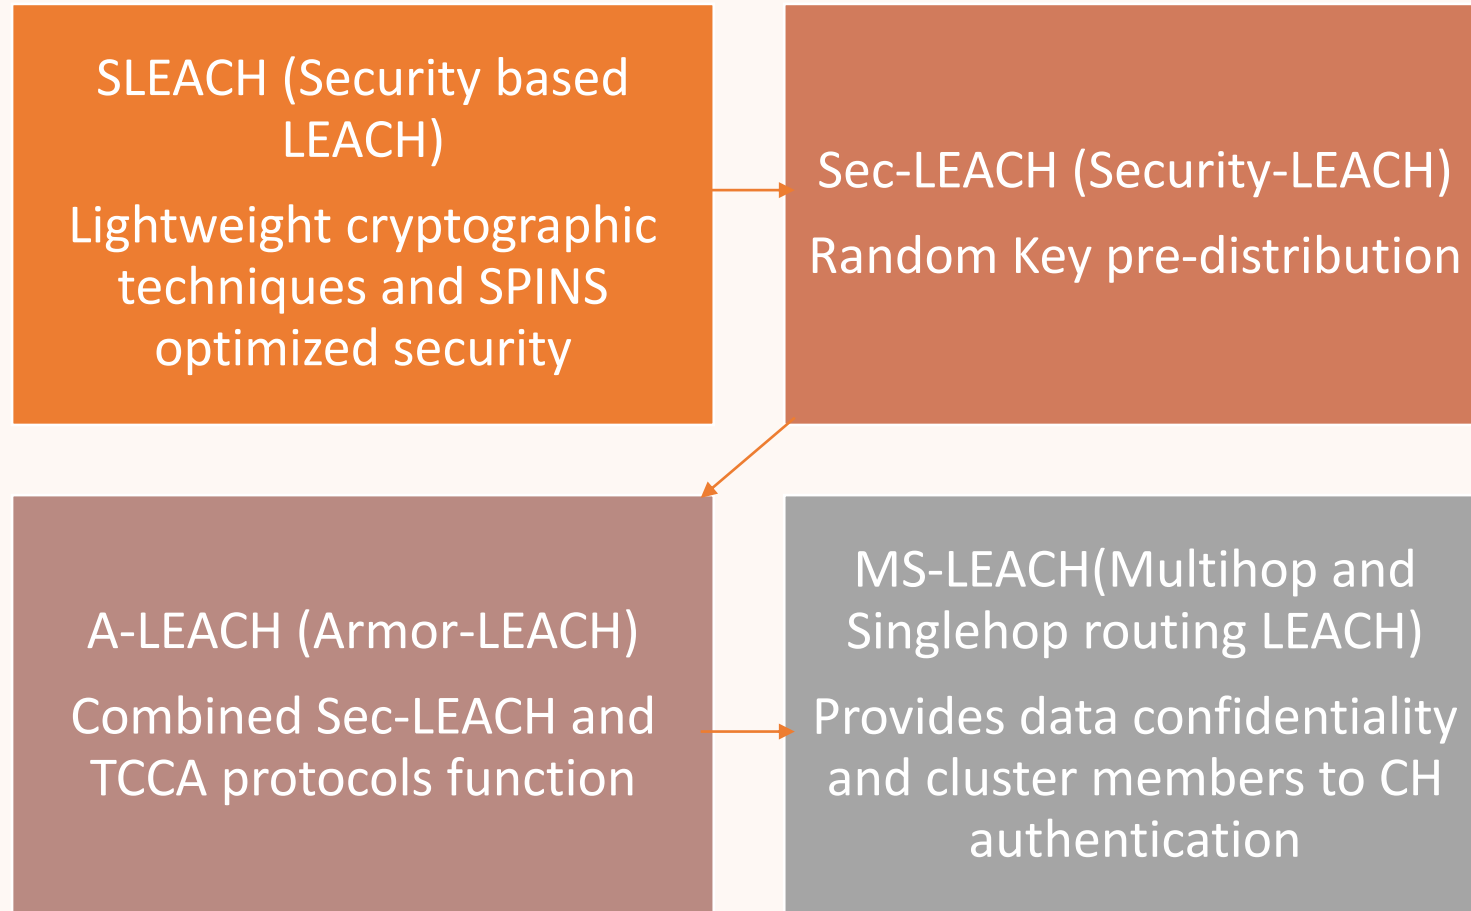 SLEACH (Security based
LEACH)
Lightweight cryptographic
techniques and SPINS
optimized security
Sec-LEACH (Security-LEACH)
Random Key pre-distribution
A-LEACH (Armor-LEACH)
Combined Sec-LEACH and
TCCA protocols function
MS-LEACH(Multihop and
Singlehop routing LEACH)
Provides data confidentiality
and cluster members to CH
authentication